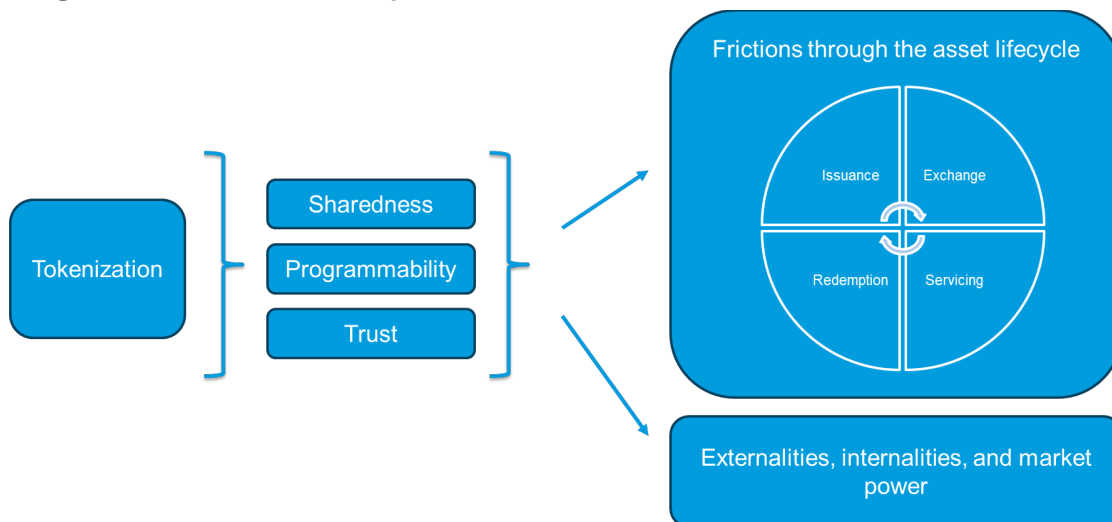 Frictions through the asset lifecycle
Issuance
Exchange
Redemption
Servicing
Tokenization
Sharedness
Programmability
Trust
Externalities, internalities, and market
power